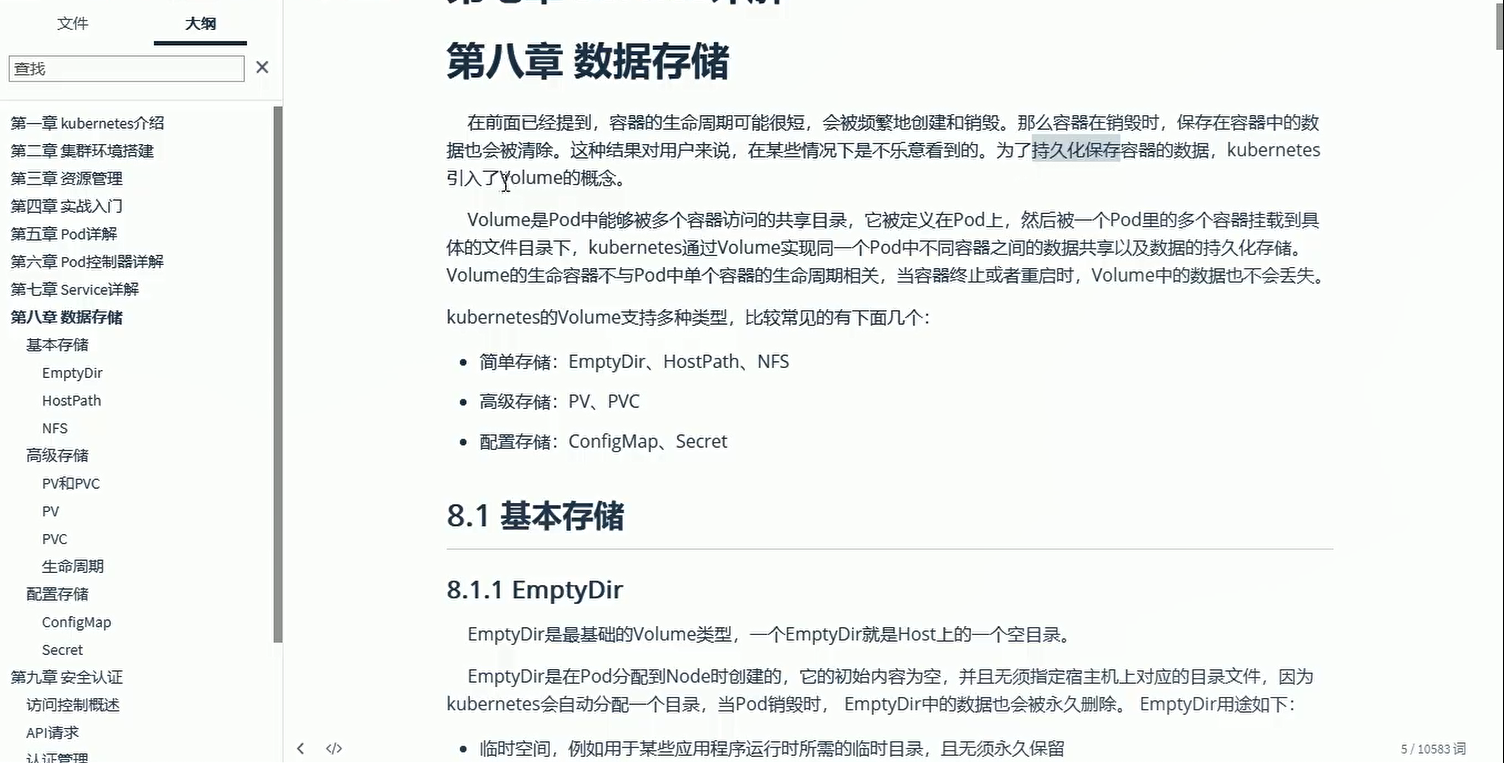 文件
大纲
查找
第一章 kubernetes介绍
第二章 集群环境搭建
第三章 资源管理
第四章 实战入门
第五章 Pod详解
第六章 Pod控制器详解
第七章 Service详解
第八章 数据存储
基本存储
EmptyDir
HostPath
NFS
高级存储
PV和PVC
PV
PVC
生命周期
配置存储
ConfigMap
Secret
第九章 安全认证
访问控制概述
API请求
认证管理
第八章 数据存储
在前面已经提到，容器的生命周期可能很短，会被频繁地创建和销毁。那么容器在销毁时，保存在容器中的数
据也会被清除。这种结果对用户来说，在某些情况下是不乐意看到的。为了持久化保存容器的数据，kubernetes
引入了Volume的概念。
Volume是Pod中能够被多个容器访问的共享目录，它被定义在Pod上，然后被一个Pod里的多个容器挂载到具
体的文件目录下，kubernetes通过Volume实现同一个Pod中不同容器之间的数据共享以及数据的持久化存储。
Volume的生命容器不与Pod中单个容器的生命周期相关，当容器终止或者重启时，Volume中的数据也不会丢失。
kubernetes的Volume支持多种类型，比较常见的有下面几个：
简单存储：EmptyDir、HostPath、NFS
高级存储：PV、PVC
配置存储：ConfigMap、Secret
8.1 基本存储
8.1.1 EmptyDir
EmptyDir是最基础的Volume类型，一个EmptyDir就是Host上的一个空目录。
EmptyDir是在Pod分配到Node时创建的，它的初始内容为空，并且无须指定宿主机上对应的目录文件，因为
kubernetes会自动分配一个目录，当Pod销毁时， EmptyDir中的数据也会被永久删除。 EmptyDir用途如下：
临时空间，例如用于某些应用程序运行时所需的临时目录，且无须永久保留
5 / 10583 词